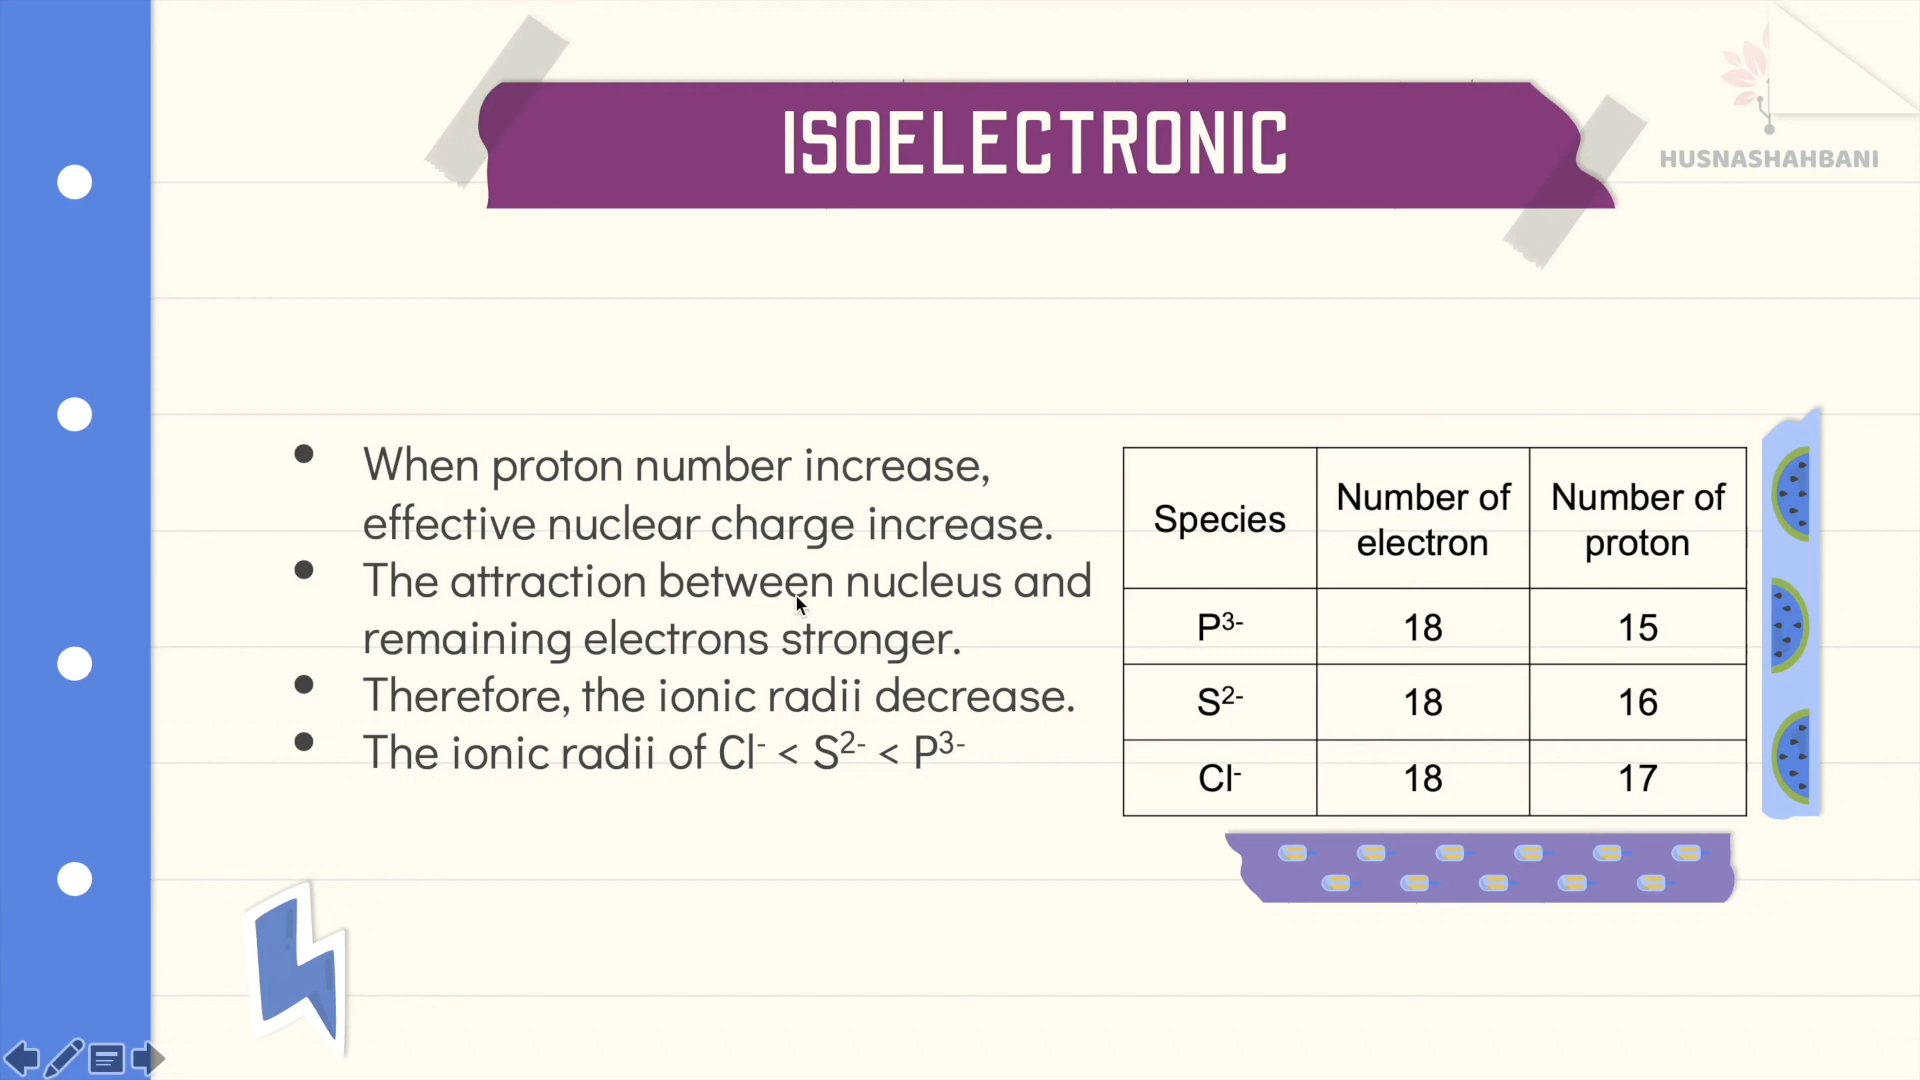 ISOELECTRONIC
HUSNASHAHBANI
• When proton number increase,
effective nuclear charge increase.
• The attraction between nucleus and
remaining electrons stronger.
• Therefore, the ionic radii decrease.
• The ionic radii of Cl⁻ < S²⁻ < P³⁻
Species Number of electron Number of proton
P³⁻ 18 15
S²⁻ 18 16
Cl⁻ 18 17